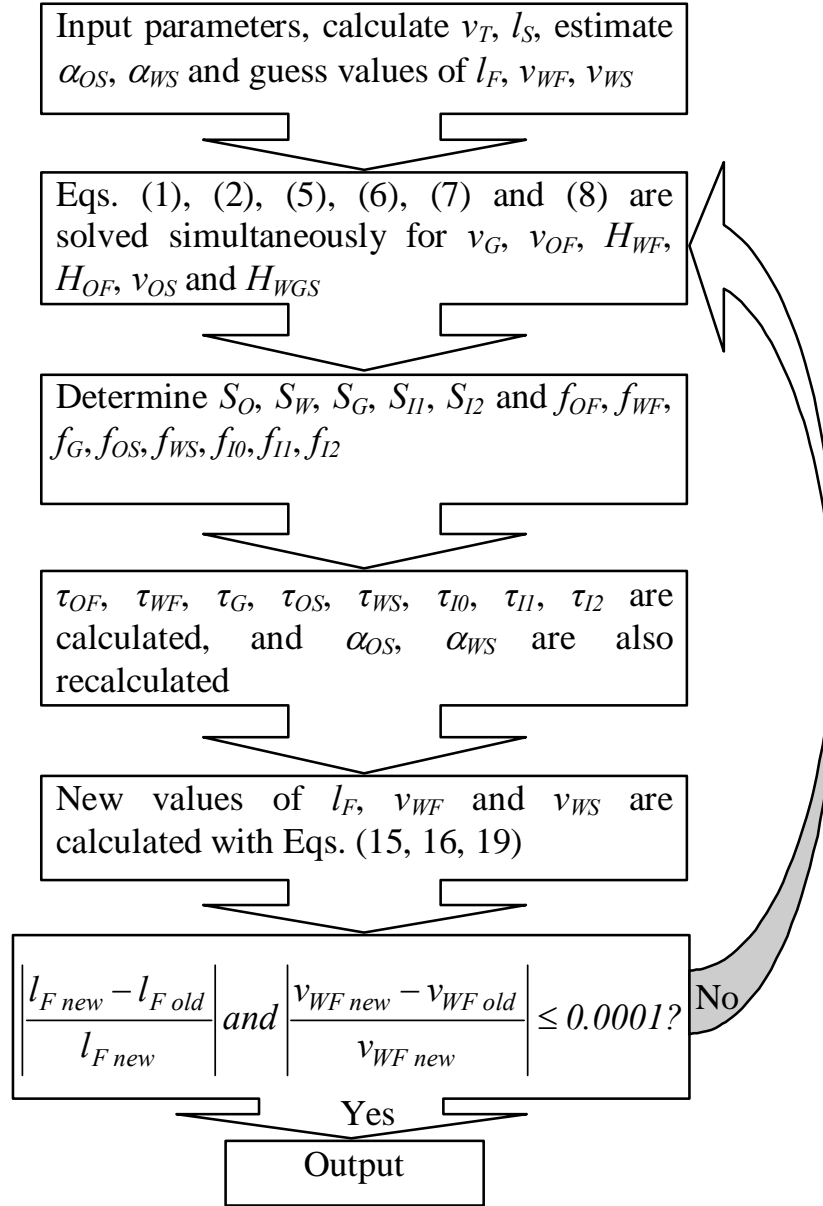 Input parameters, calculate v_T, l_S, estimate
α_OS, α_WS and guess values of l_F, v_WF, v_WS
Eqs. (1), (2), (5), (6), (7) and (8) are
solved simultaneously for v_G, v_OF, H_WF,
H_OF, v_OS and H_WGS
Determine S_O, S_W, S_G, S_I1, S_I2 and f_OF, f_WF,
f_G, f_OS, f_WS, f_I0, f_I1, f_I2
τ_OF, τ_WF, τ_G, τ_OS, τ_WS, τ_I0, τ_I1, τ_I2 are
calculated, and α_OS, α_WS are also
recalculated
New values of l_F, v_WF and v_WS are
calculated with Eqs. (15, 16, 19)
|(l_F new − l_F old)/(l_F new)| and |(v_WF new − v_WF old)/(v_WF new)| ≤ 0.0001?
No
Yes
Output